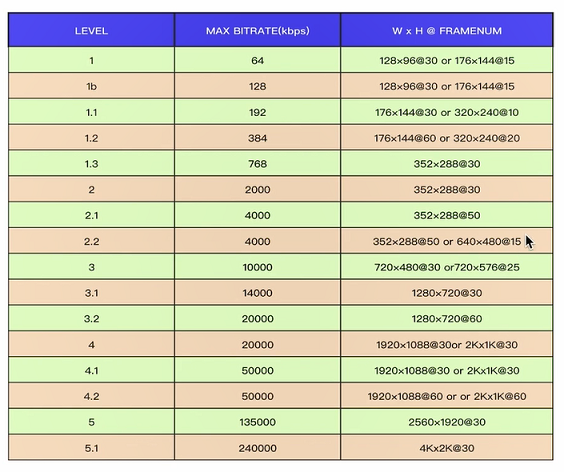 LEVEL MAX BITRATE(kbps) W x H @ FRAMENUM
1 64 128×96@30 or 176×144@15
1b 128 128×96@30 or 176×144@15
1.1 192 176×144@30 or 320×240@10
1.2 384 176×144@60 or 320×240@20
1.3 768 352×288@30
2 2000 352×288@30
2.1 4000 352×288@50
2.2 4000 352×288@50 or 640×480@15
3 10000 720×480@30 or720×576@25
3.1 14000 1280×720@30
3.2 20000 1280×720@60
4 20000 1920×1088@30or 2Kx1K@30
4.1 50000 1920×1088@30 or or 2Kx1K@30
4.2 50000 1920×1088@60 or or 2Kx1K@60
5 135000 2560×1920@30
5.1 240000 4Kx2K@30